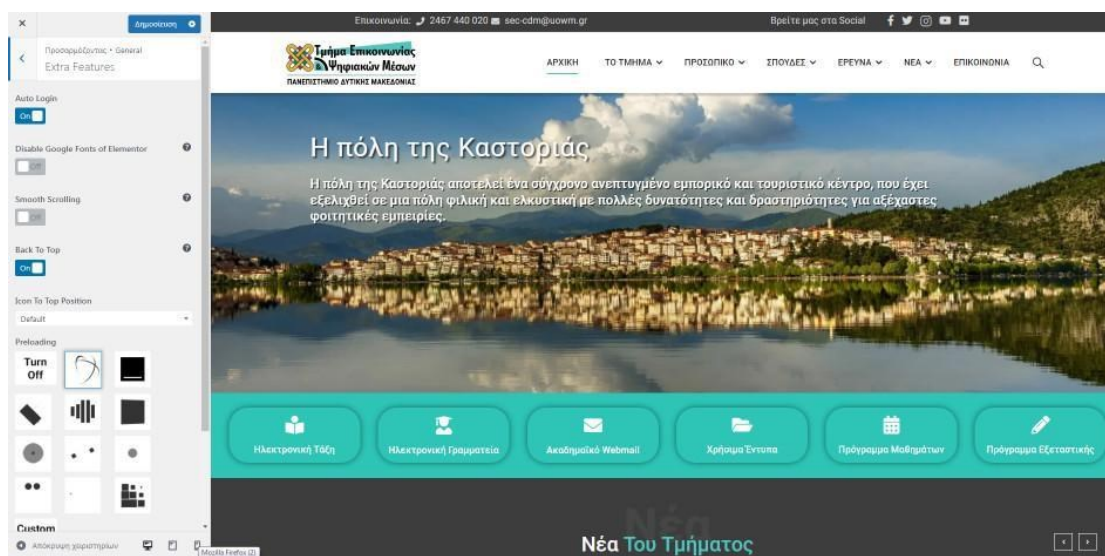 Δημοσίευση
Προσαρμόζοντας • General
Extra Features
Auto Login
On
Disable Google Fonts of Elementor
Off
Smooth Scrolling
Off
Back To Top
On
Icon To Top Position
Default
Preloading
Turn
Off
Custom
Απόκρυψη χειριστηρίων
Mozilla Firefox (2)
Επικοινωνία: 2467 440 020 sec-cdm@uowm.gr
Βρείτε μας στα Social
Τμήμα Επικοινωνίας
Ψηφιακών Μέσων
ΠΑΝΕΠΙΣΤΗΜΙΟ ΔΥΤΙΚΗΣ ΜΑΚΕΔΟΝΙΑΣ
ΑΡΧΙΚΗ ΤΟ ΤΜΗΜΑ ΠΡΟΣΩΠΙΚΟ ΣΠΟΥΔΕΣ ΕΡΕΥΝΑ ΝΕΑ ΕΠΙΚΟΙΝΩΝΙΑ
Η πόλη της Καστοριάς
Η πόλη της Καστοριάς αποτελεί ένα σύγχρονο ανεπτυγμένο εμπορικό και τουριστικό κέντρο, που έχει
εξελιχθεί σε μια πόλη φιλική και ελκυστική με πολλές δυνατότητες και δραστηριότητες για αξέχαστες
φοιτητικές εμπειρίες.
Ηλεκτρονική Τάξη Ηλεκτρονική Γραμματεία Ακαδημαϊκό Webmail Χρήσιμα Έντυπα Πρόγραμμα Μαθημάτων Πρόγραμμα Εξεταστικής
Νέα
Νέα Του Τμήματος